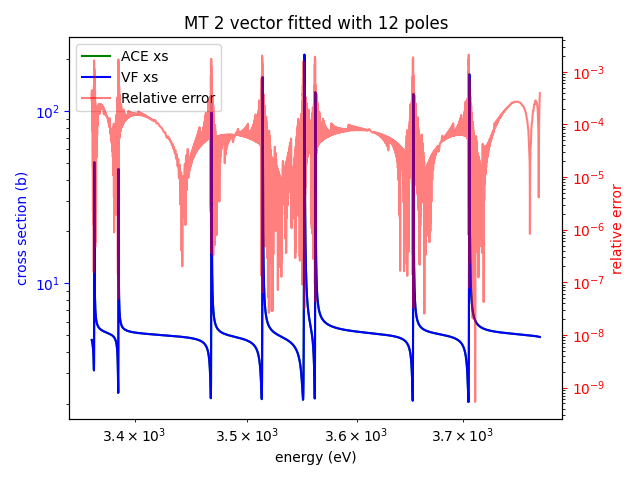 MT 2 vector fitted with 12 poles
ACE xs
VF xs
Relative error
cross section (b)
10²
10¹
10⁻³
10⁻⁴
10⁻⁵
10⁻⁶
10⁻⁷
10⁻⁸
10⁻⁹
relative error
3.4 × 10³ 3.5 × 10³ 3.6 × 10³ 3.7 × 10³
energy (eV)